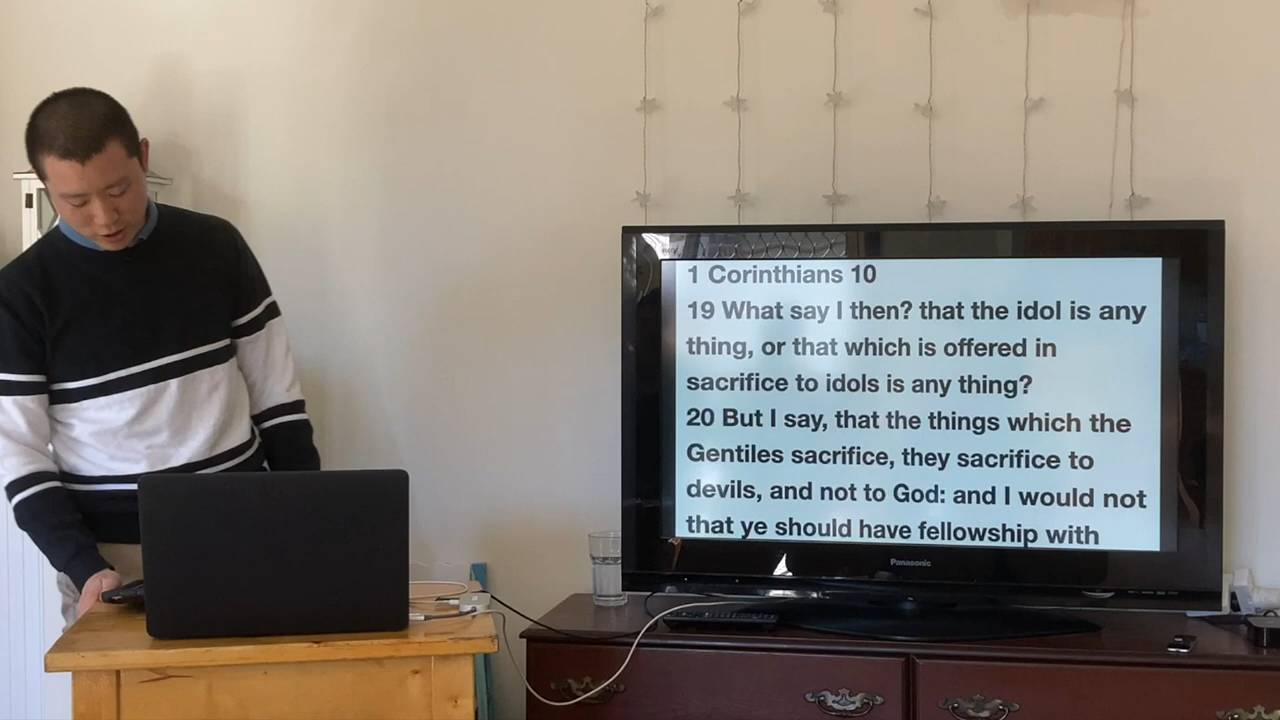 1 Corinthians 10
19 What say I then? that the idol is any
thing, or that which is offered in
sacrifice to idols is any thing?
20 But I say, that the things which the
Gentiles sacrifice, they sacrifice to
devils, and not to God: and I would not
that ye should have fellowship with
Panasonic